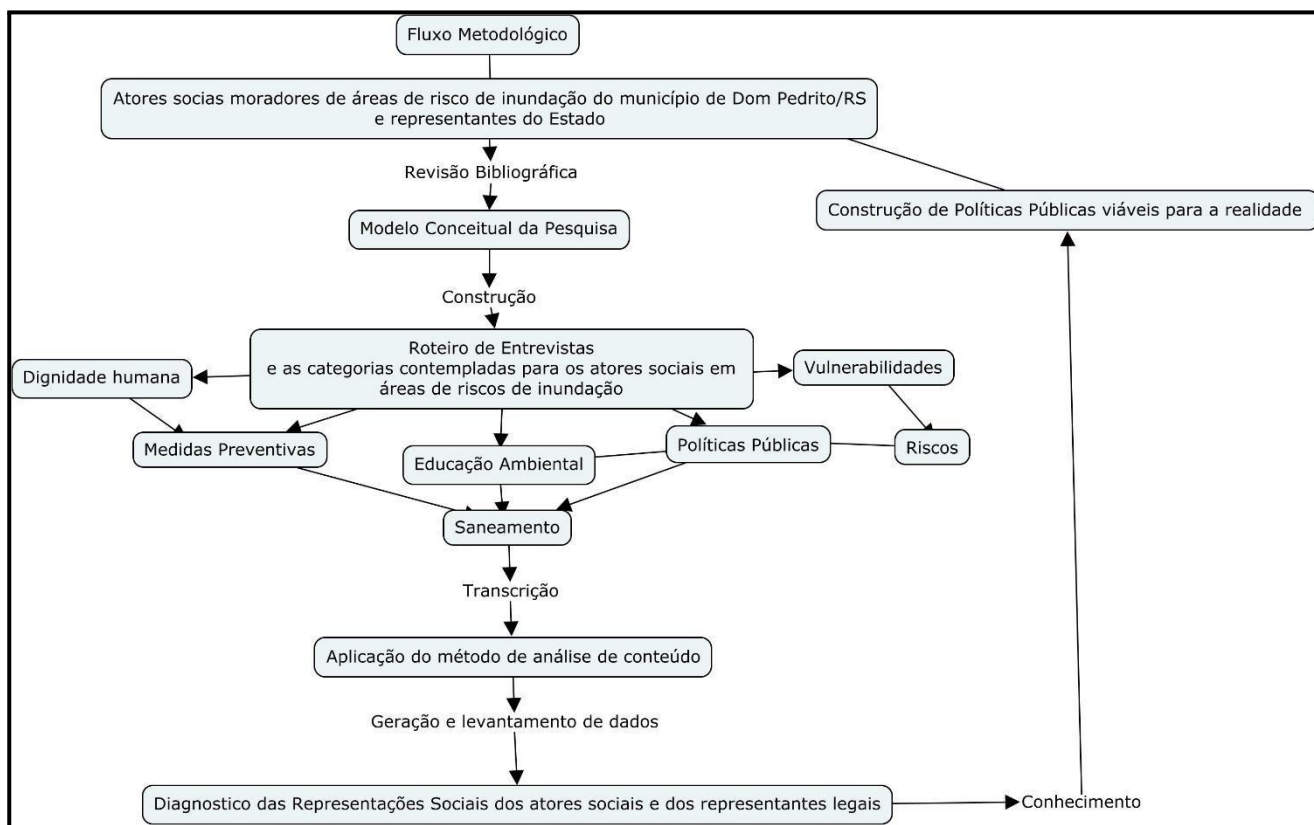 Fluxo Metodológico
Atores socias moradores de áreas de risco de inundação do município de Dom Pedrito/RS
e representantes do Estado
Revisão Bibliográfica
Construção de Políticas Públicas viáveis para a realidade
Modelo Conceitual da Pesquisa
Construção
Roteiro de Entrevistas
e as categorias contempladas para os atores sociais em
áreas de riscos de inundação
Dignidade humana
Vulnerabilidades
Medidas Preventivas
Educação Ambiental
Políticas Públicas
Riscos
Saneamento
Transcrição
Aplicação do método de análise de conteúdo
Geração e levantamento de dados
Diagnostico das Representações Sociais dos atores sociais e dos representantes legais
Conhecimento